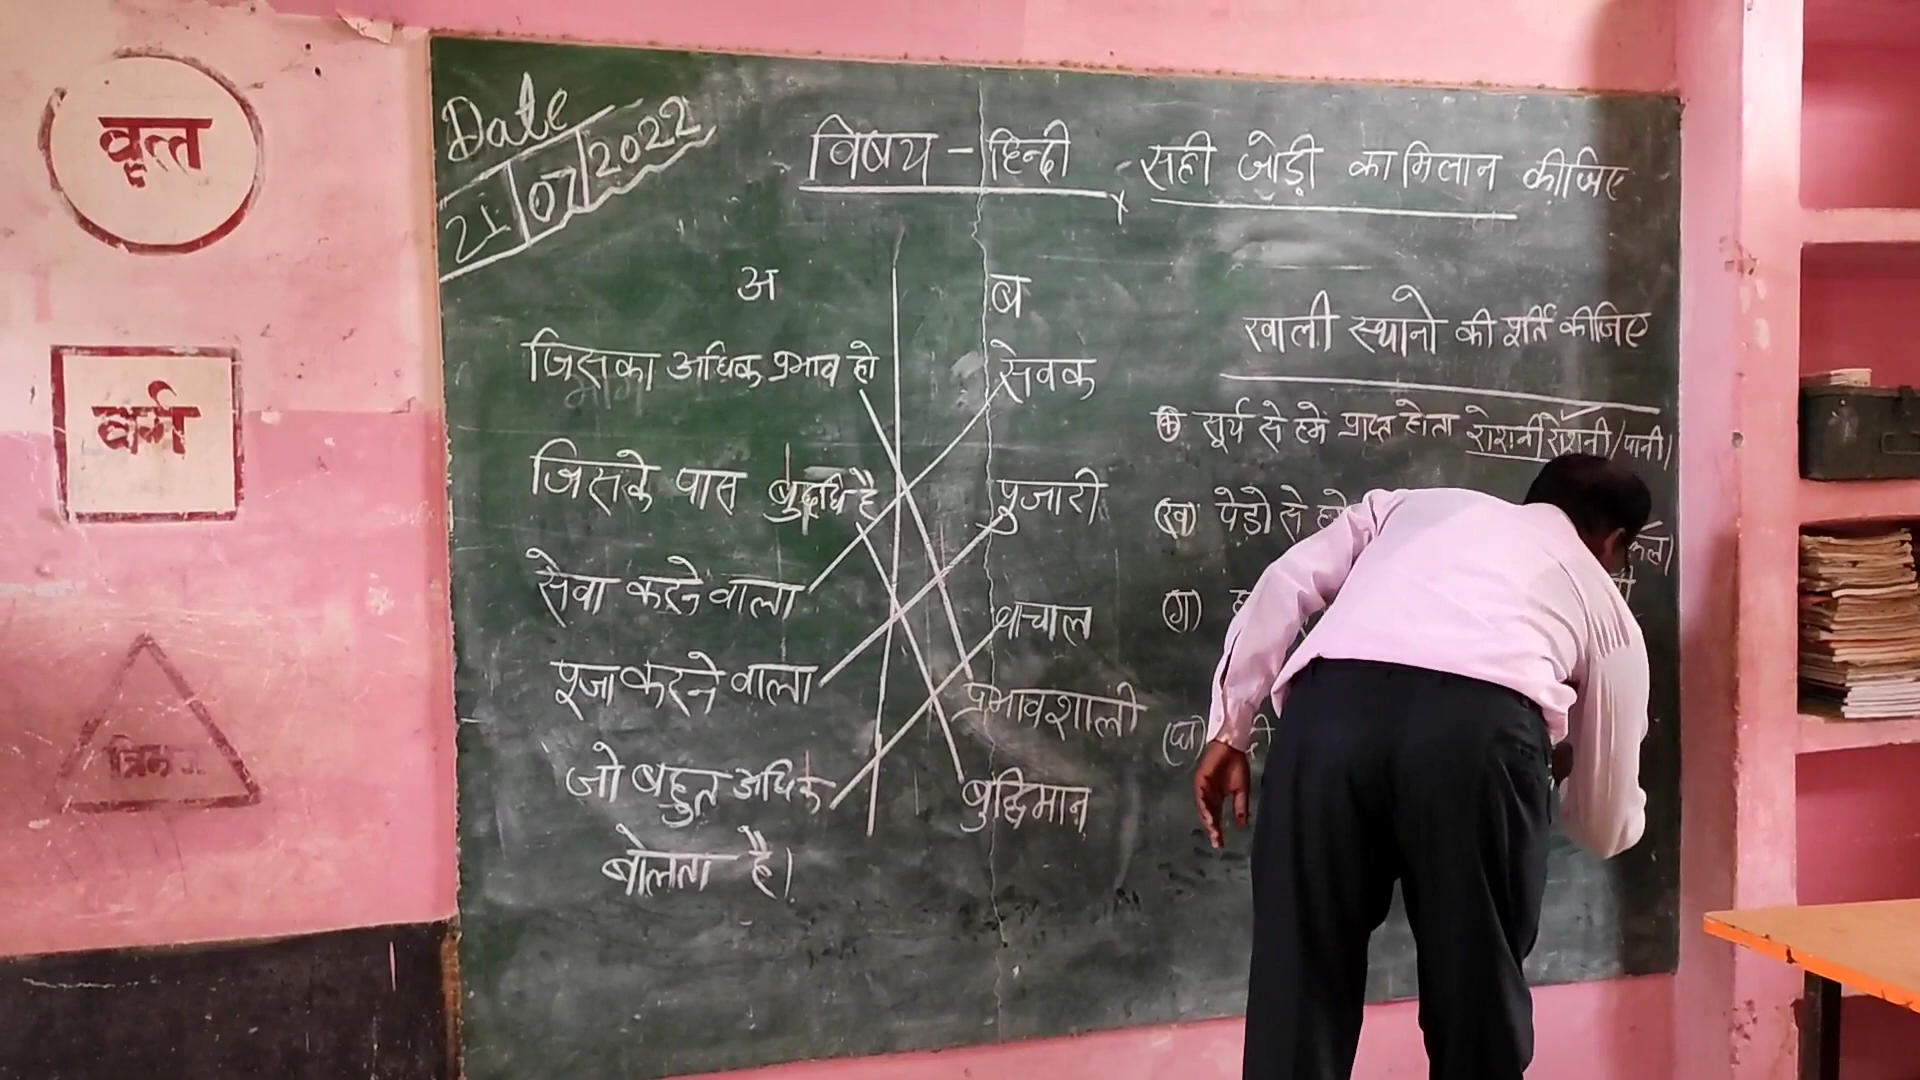 वृत्त
वर्ग
Date
21/07/2022
विषय - हिन्दी
सही जोड़ी का मिलान कीजिए
अ
ब
जिसका अधिक प्रभाव हो
सेवक
जिसके पास बुद्धि है
पुजारी
सेवा करने वाला
वाचाल
पूजा करने वाला
प्रभावशाली
जो बहुत अधिक
बोलता है।
बुद्धिमान
खाली स्थानो की पूर्ति कीजिए
(क) सूर्य से हमे प्राप्त होता रोशनी रोशनी/पानी।
(ख) पेडो से
(ग)
(घ)